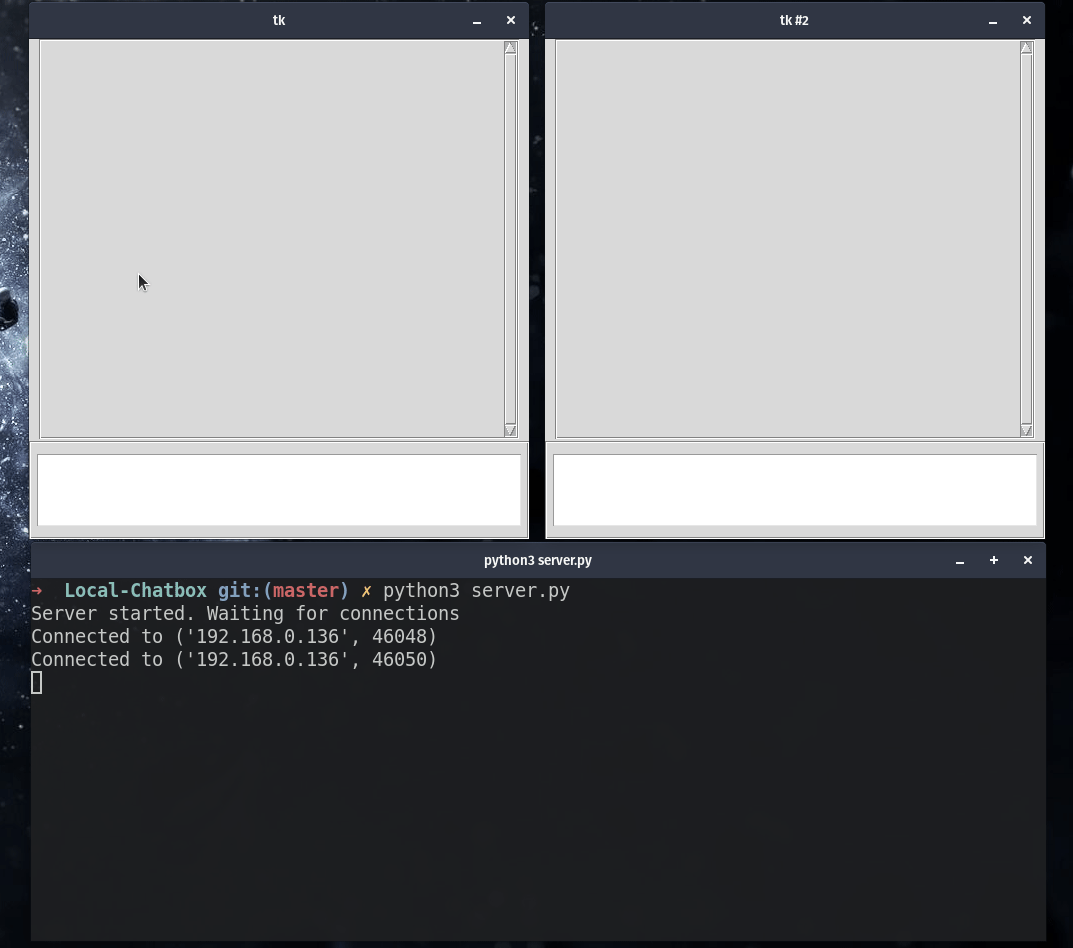 tk
tk #2
python3 server.py
➜ Local-Chatbox git:(master) ✗ python3 server.py
Server started. Waiting for connections
Connected to ('192.168.0.136', 46048)
Connected to ('192.168.0.136', 46050)